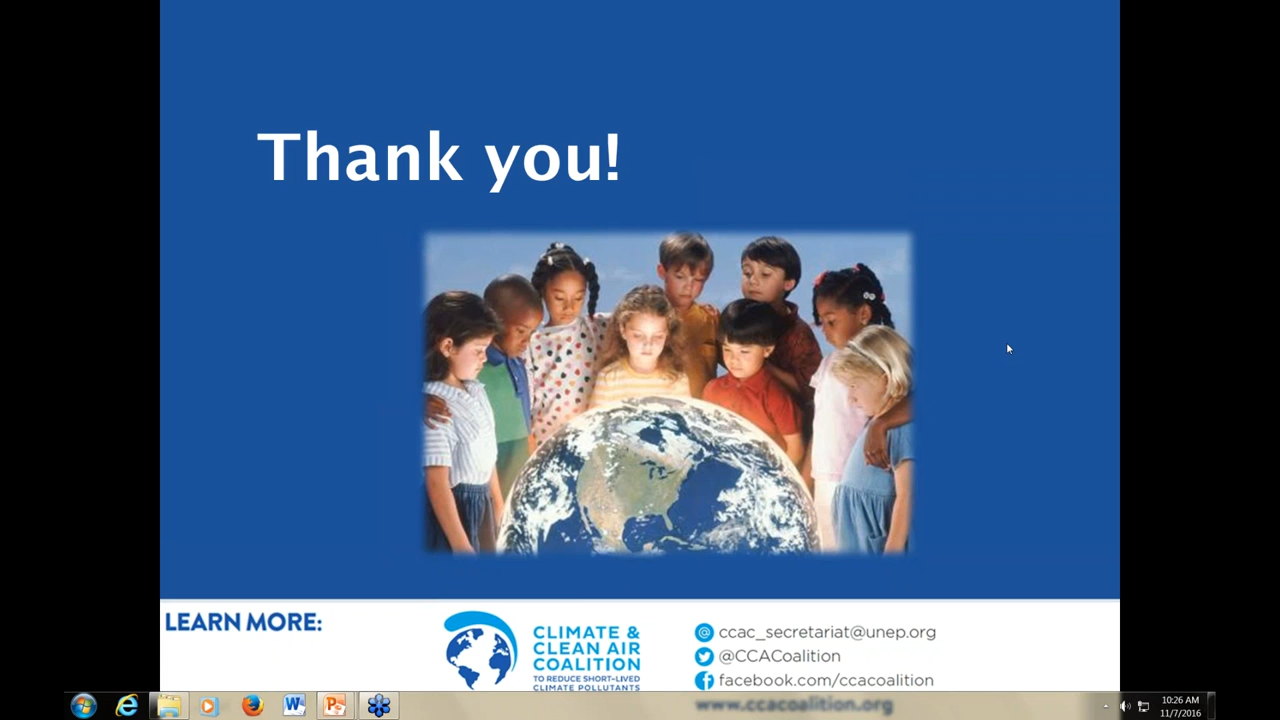 Thank you!
LEARN MORE:
CLIMATE &
CLEAN AIR
COALITION
TO REDUCE SHORT-LIVED
CLIMATE POLLUTANTS
@ ccac_secretariat@unep.org
@CCACoalition
facebook.com/ccacoalition
www.ccacoalition.org
10:26 AM
11/7/2016